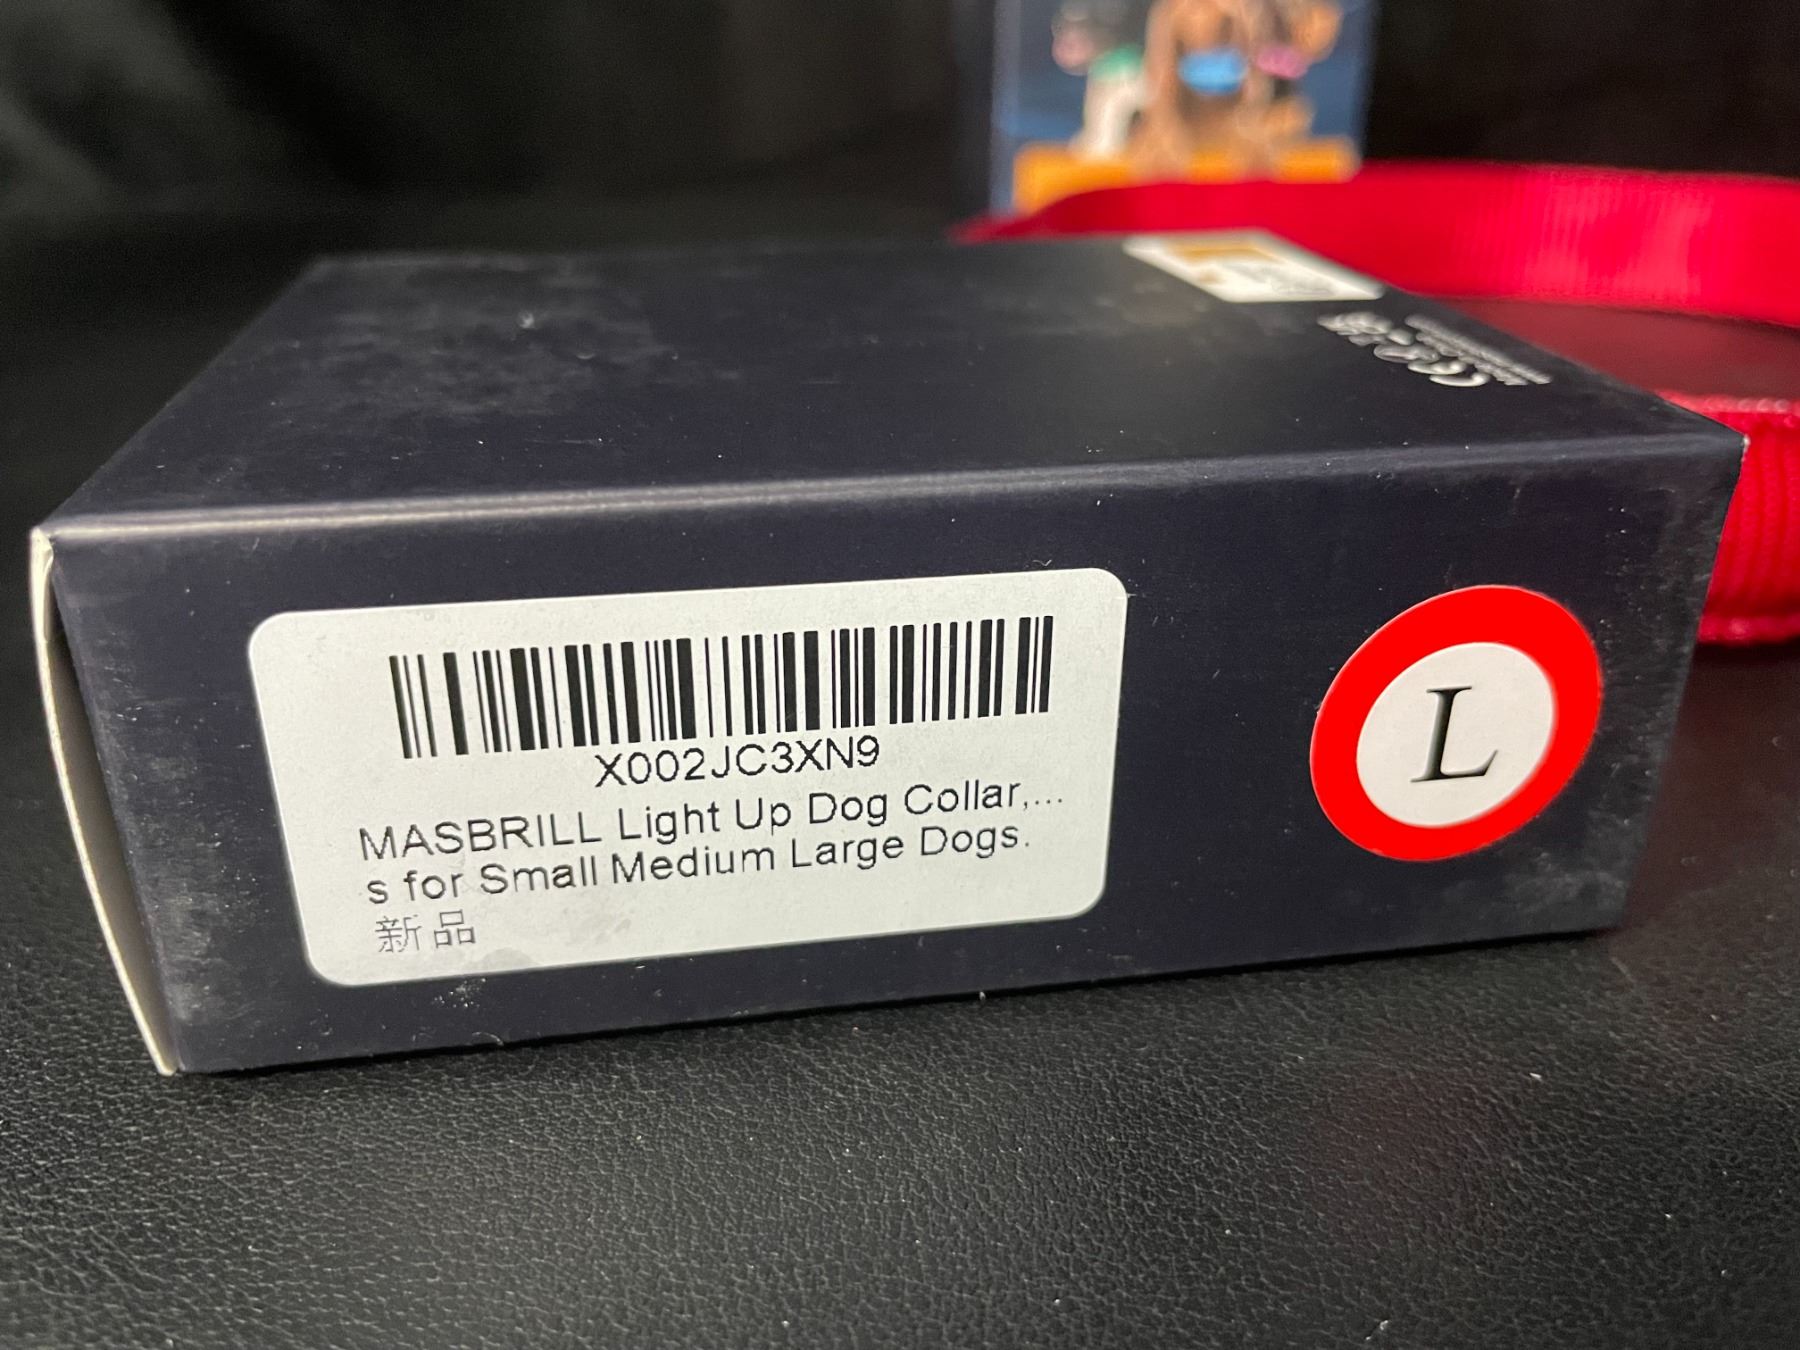 X002JC3XN9
MASBRILL Light Up Dog Collar,...
s for Small Medium Large Dogs.
新品
L